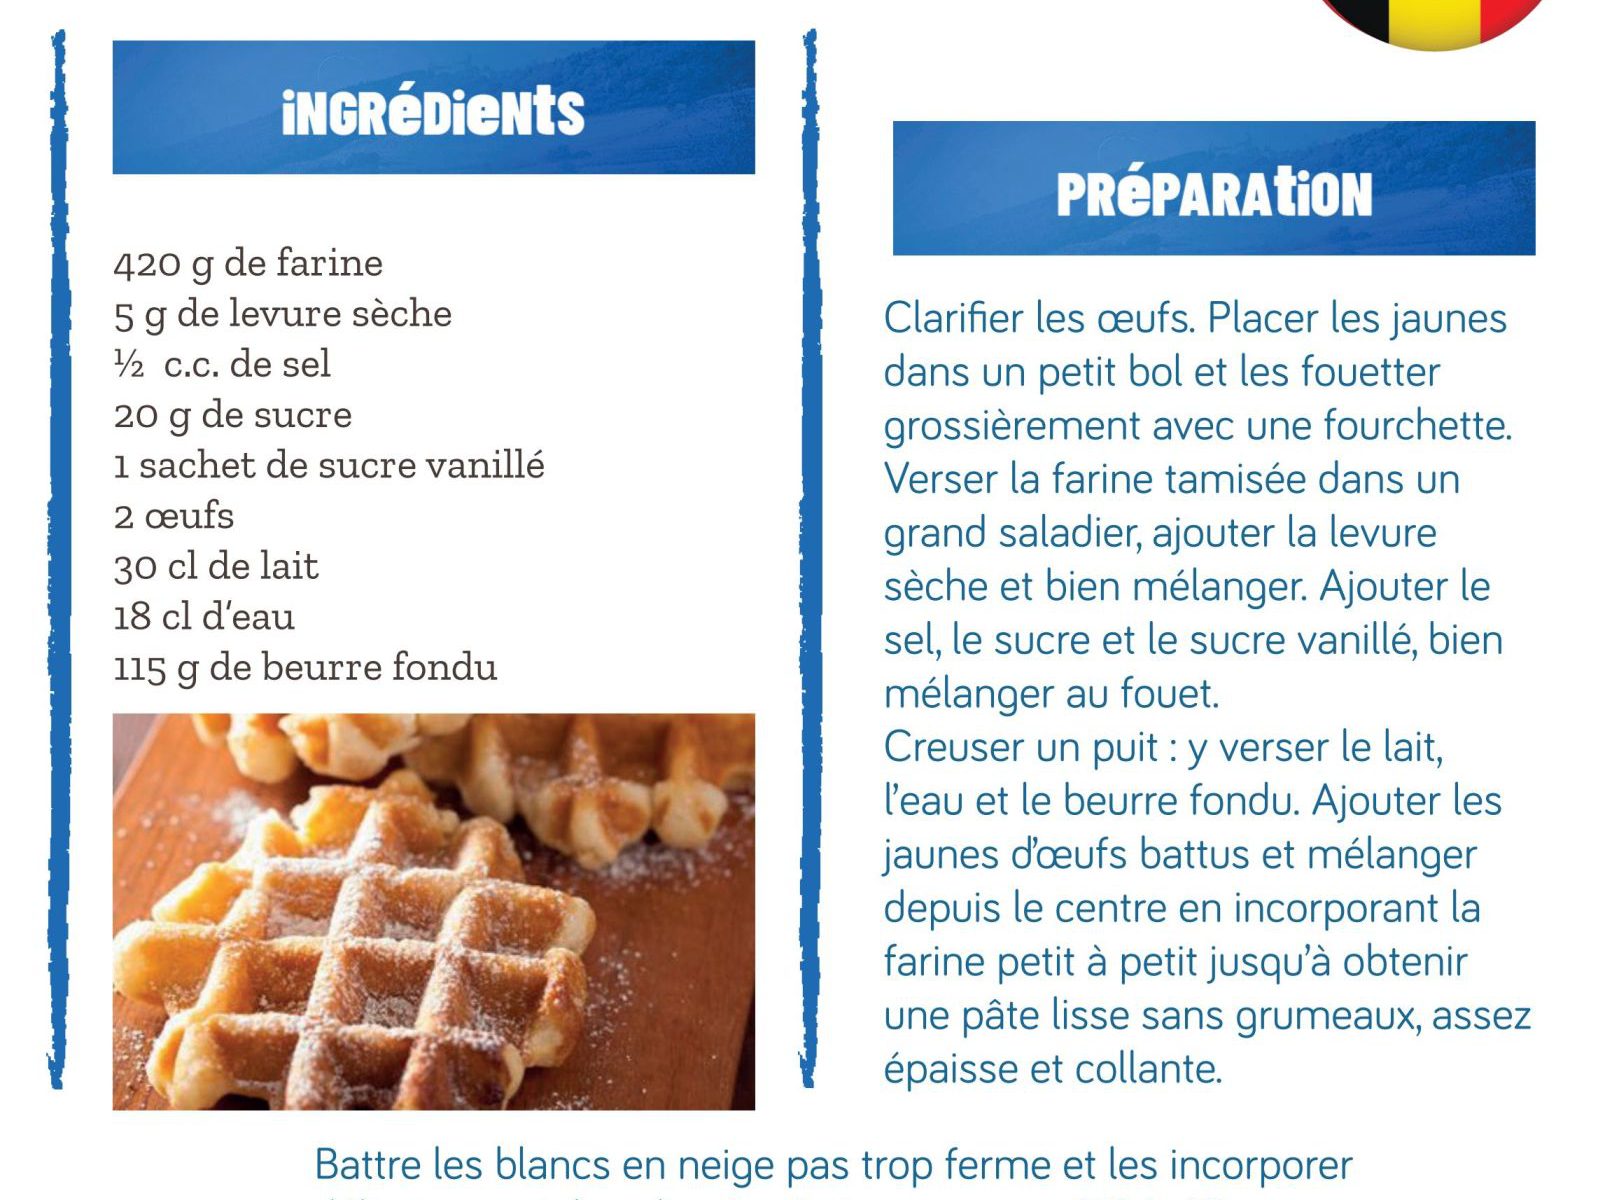 iNGRéDieNtS
420 g de farine
5 g de levure sèche
½ c.c. de sel
20 g de sucre
1 sachet de sucre vanillé
2 œufs
30 cl de lait
18 cl d'eau
115 g de beurre fondu
PRéPARAtiON
Clarifier les œufs. Placer les jaunes
dans un petit bol et les fouetter
grossièrement avec une fourchette.
Verser la farine tamisée dans un
grand saladier, ajouter la levure
sèche et bien mélanger. Ajouter le
sel, le sucre et le sucre vanillé, bien
mélanger au fouet.
Creuser un puit : y verser le lait,
l'eau et le beurre fondu. Ajouter les
jaunes d'œufs battus et mélanger
depuis le centre en incorporant la
farine petit à petit jusqu'à obtenir
une pâte lisse sans grumeaux, assez
épaisse et collante.
Battre les blancs en neige pas trop ferme et les incorporer